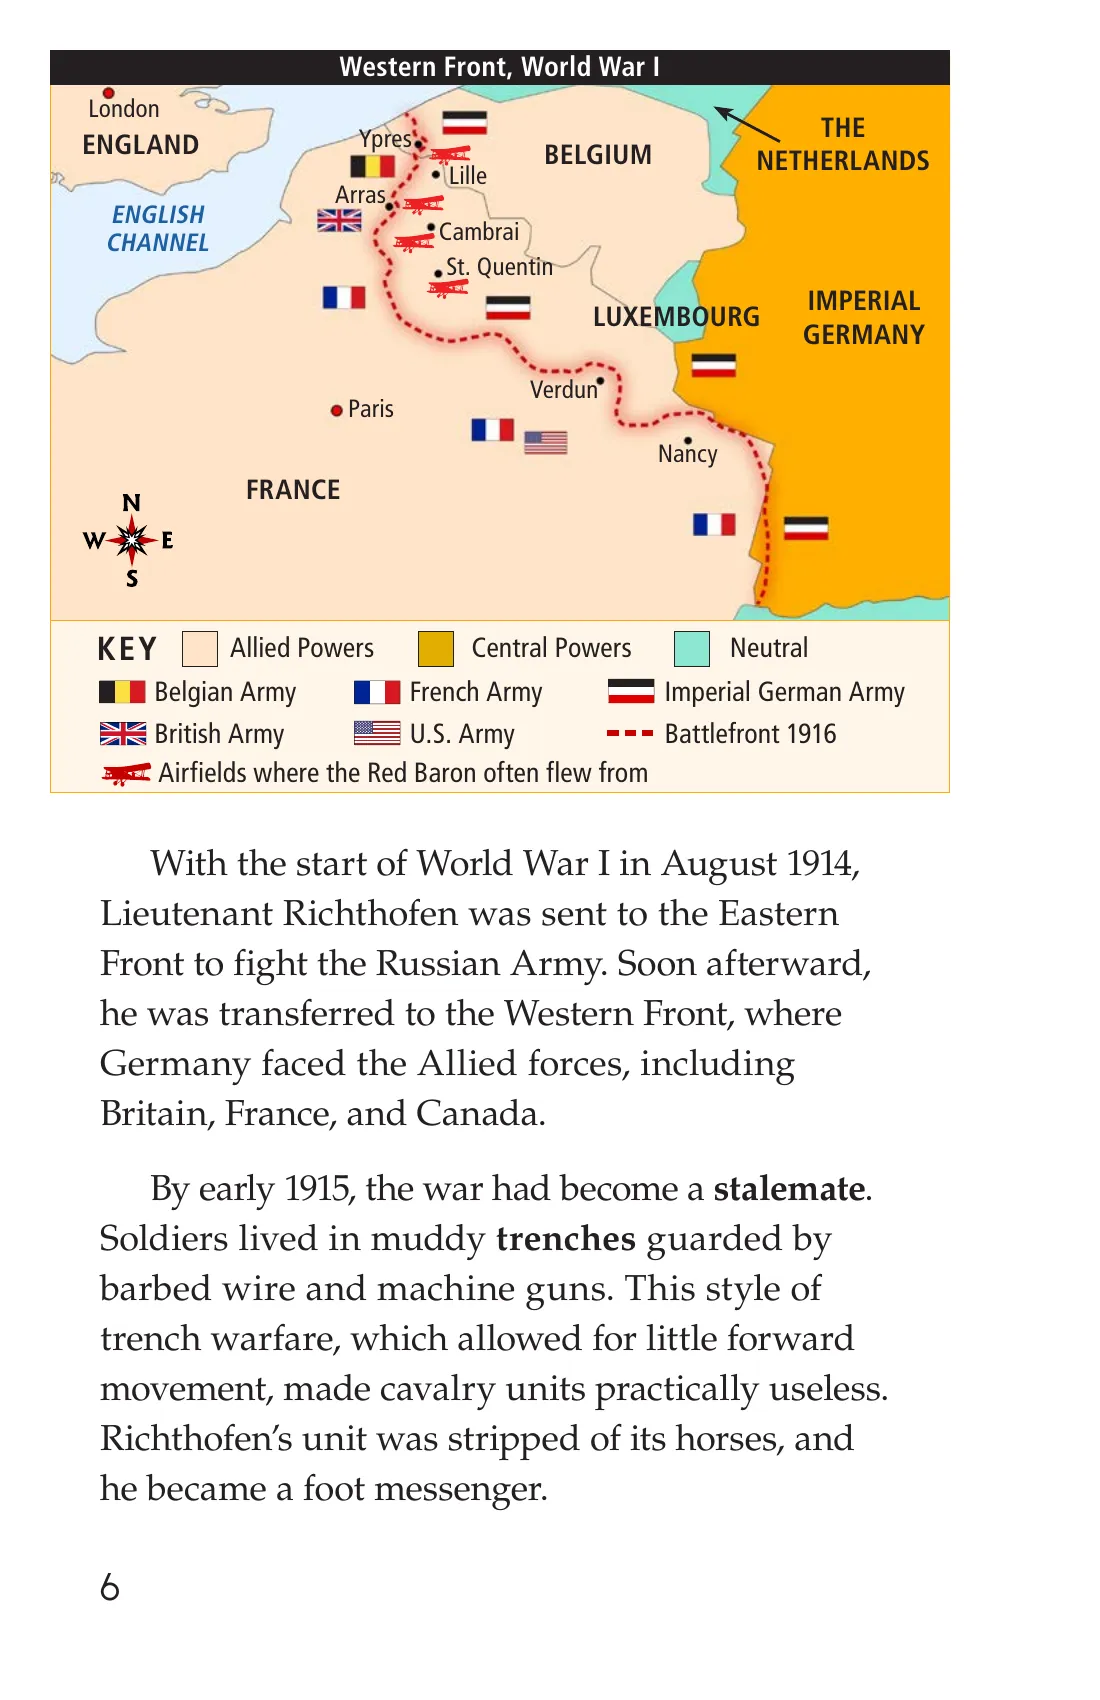 Western Front, World War I
London
ENGLAND
ENGLISH
CHANNEL
Ypres
Lille
Arras
Cambrai
St. Quentin
BELGIUM
THE
NETHERLANDS
LUXEMBOURG
IMPERIAL
GERMANY
Verdun
Paris
Nancy
FRANCE
N
W E
S
KEY Allied Powers Central Powers Neutral
Belgian Army French Army Imperial German Army
British Army U.S. Army Battlefront 1916
Airfields where the Red Baron often flew from
With the start of World War I in August 1914,
Lieutenant Richthofen was sent to the Eastern
Front to fight the Russian Army. Soon afterward,
he was transferred to the Western Front, where
Germany faced the Allied forces, including
Britain, France, and Canada.
By early 1915, the war had become a stalemate.
Soldiers lived in muddy trenches guarded by
barbed wire and machine guns. This style of
trench warfare, which allowed for little forward
movement, made cavalry units practically useless.
Richthofen’s unit was stripped of its horses, and
he became a foot messenger.
6